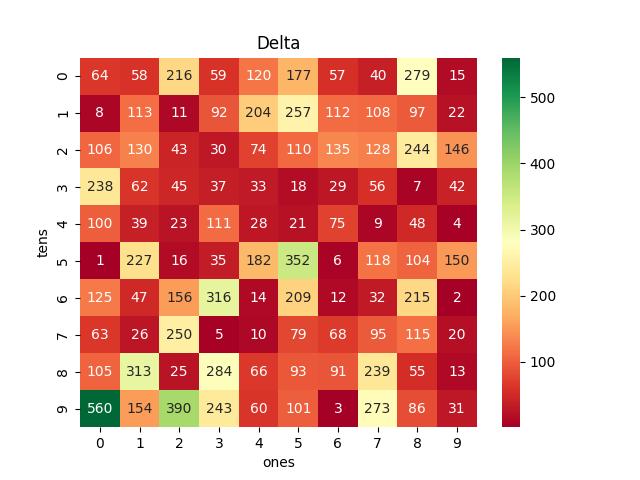 Delta
tens
0 64 58 216 59 120 177 57 40 279 15
1 8 113 11 92 204 257 112 108 97 22
2 106 130 43 30 74 110 135 128 244 146
3 238 62 45 37 33 18 29 56 7 42
4 100 39 23 111 28 21 75 9 48 4
5 1 227 16 35 182 352 6 118 104 150
6 125 47 156 316 14 209 12 32 215 2
7 63 26 250 5 10 79 68 95 115 20
8 105 313 25 284 66 93 91 239 55 13
9 560 154 390 243 60 101 3 273 86 31
0 1 2 3 4 5 6 7 8 9
ones
500
400
300
200
100